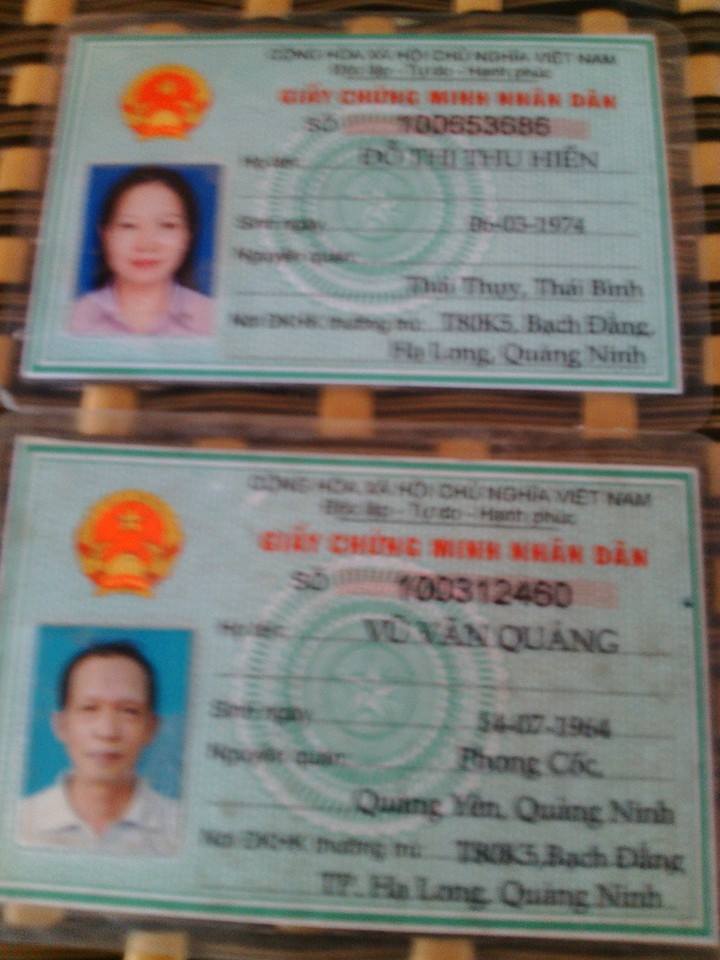 CỘNG HÒA XÃ HỘI CHỦ NGHĨA VIỆT NAM
Độc lập - Tự do - Hạnh phúc
GIẤY CHỨNG MINH NHÂN DÂN
SỐ 100653686
Họ tên ĐỖ THỊ THU HIỀN
Sinh ngày 06-03-1974
Nguyên quán
Thái Thụy, Thái Bình
Nơi ĐKHK thường trú T80K5, Bạch Đằng,
Hạ Long, Quảng Ninh
CỘNG HÒA XÃ HỘI CHỦ NGHĨA VIỆT NAM
Độc lập - Tự do - Hạnh phúc
GIẤY CHỨNG MINH NHÂN DÂN
SỐ 100312460
Họ tên VŨ VĂN QUẢNG
Sinh ngày 14-07-1964
Nguyên quán Phong Cốc,
Quảng Yên, Quảng Ninh
Nơi ĐKHK thường trú T80K5, Bạch Đằng
TP. Hạ Long, Quảng Ninh